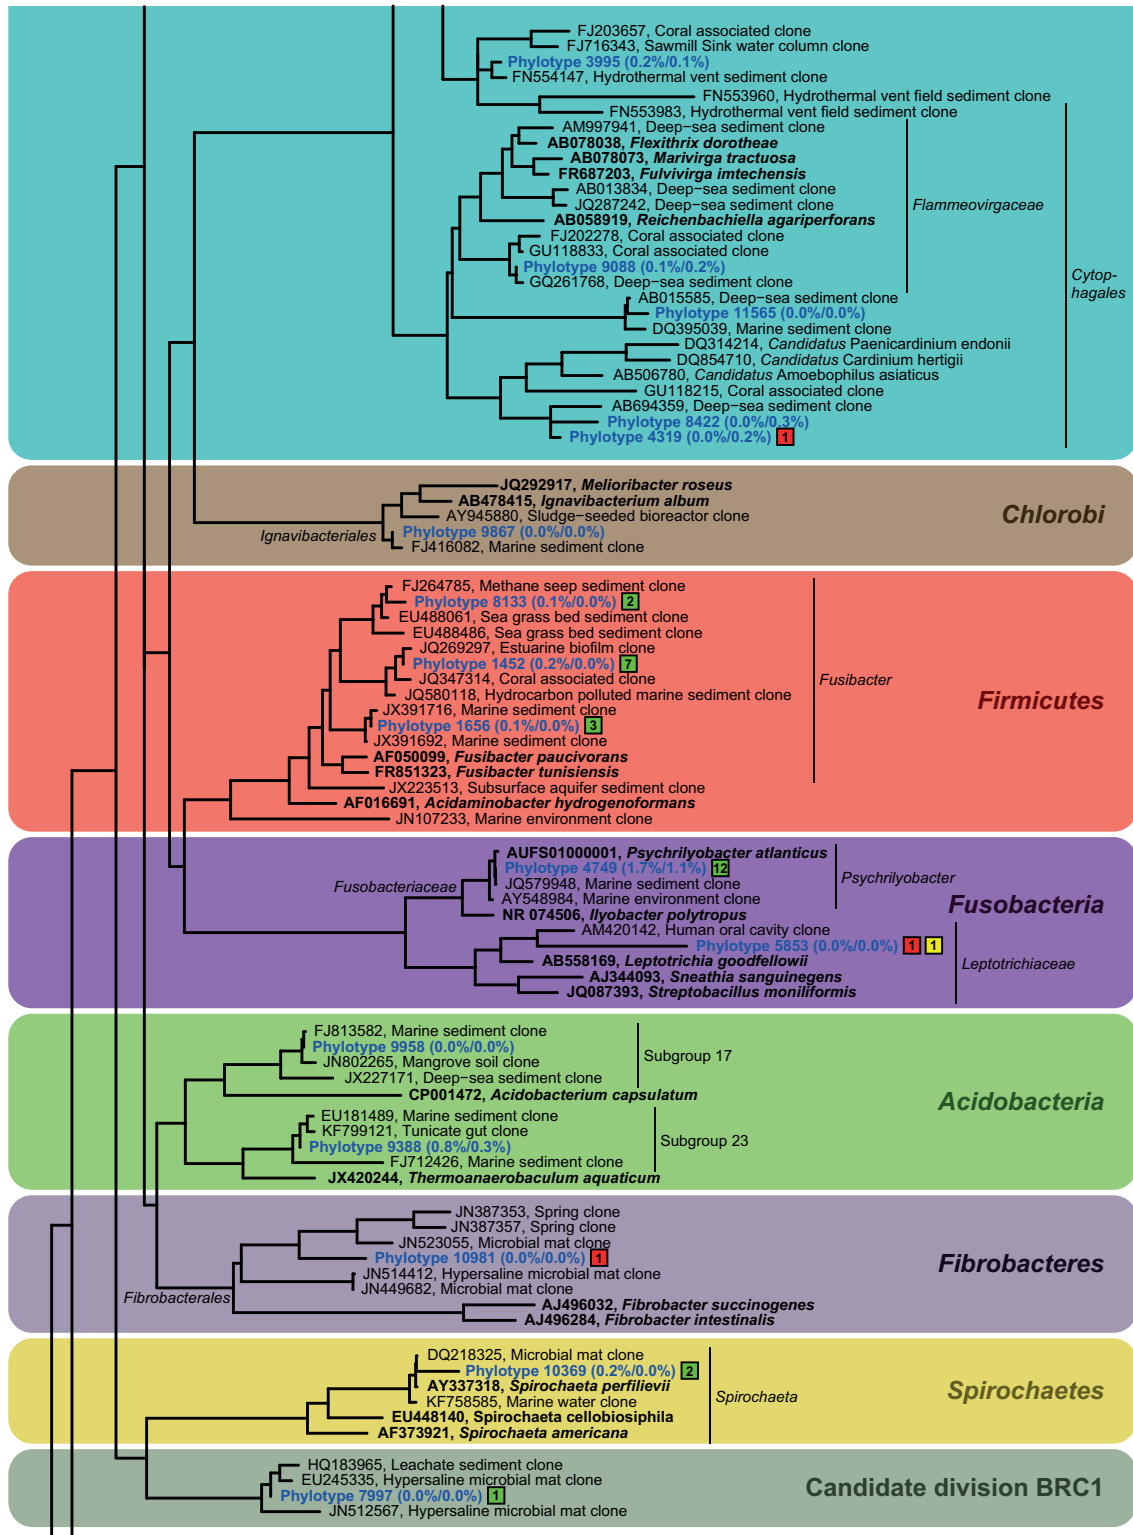 FJ203657, Coral associated clone
FJ716343, Sawmill Sink water column clone
Phylotype 3995 (0.2%/0.1%)
FN554147, Hydrothermal vent sediment clone
FN553960, Hydrothermal vent field sediment clone
FN553983, Hydrothermal vent field sediment clone
AM997941, Deep-sea sediment clone
AB078038, Flexithrix dorotheae
AB078073, Marivirga tractuosa
FR687203, Fulvivirga imtechensis
AB013834, Deep-sea sediment clone
JQ287242, Deep-sea sediment clone
AB058919, Reichenbachiella agariperforans
FJ202278, Coral associated clone
GU118833, Coral associated clone
Phylotype 9088 (0.1%/0.2%)
GQ261768, Deep-sea sediment clone
Flammeovirgaceae
AB015585, Deep-sea sediment clone
Phylotype 11565 (0.0%/0.0%)
DQ395039, Marine sediment clone
DQ314214, Candidatus Paenicardinium endonii
DQ854710, Candidatus Cardinium hertigii
AB506780, Candidatus Amoebophilus asiaticus
GU118215, Coral associated clone
AB694359, Deep-sea sediment clone
Phylotype 8422 (0.0%/0.3%)
Phylotype 4319 (0.0%/0.2%) 1
Cytop-
hagales
JQ292917, Melioribacter roseus
AB478415, Ignavibacterium album
AY945880, Sludge-seeded bioreactor clone
Phylotype 9867 (0.0%/0.0%)
FJ416082, Marine sediment clone
Ignavibacteriales
Chlorobi
FJ264785, Methane seep sediment clone
Phylotype 8133 (0.1%/0.0%) 2
EU488061, Sea grass bed sediment clone
EU488486, Sea grass bed sediment clone
JQ269297, Estuarine biofilm clone
Phylotype 1452 (0.2%/0.0%) 7
JQ347314, Coral associated clone
JQ580118, Hydrocarbon polluted marine sediment clone
JX391716, Marine sediment clone
Phylotype 1656 (0.1%/0.0%) 3
JX391692, Marine sediment clone
AF050099, Fusibacter paucivorans
FR851323, Fusibacter tunisiensis
JX223513, Subsurface aquifer sediment clone
AF016691, Acidaminobacter hydrogenoformans
JN107233, Marine environment clone
Fusibacter
Firmicutes
AUFS01000001, Psychrilyobacter atlanticus
Phylotype 4749 (1.7%/1.1%) 12
JQ579948, Marine sediment clone
AY548984, Marine environment clone
NR 074506, Ilyobacter polytropus
Fusobacteriaceae
Psychrilyobacter
Fusobacteria
AM420142, Human oral cavity clone
Phylotype 5853 (0.0%/0.0%) 1 1
AB558169, Leptotrichia goodfellowii
AJ344093, Sneathia sanguinegens
JQ087393, Streptobacillus moniliformis
Leptotrichiaceae
FJ813582, Marine sediment clone
Phylotype 9958 (0.0%/0.0%)
JN802265, Mangrove soil clone
JX227171, Deep-sea sediment clone
Subgroup 17
CP001472, Acidobacterium capsulatum
Acidobacteria
EU181489, Marine sediment clone
KF799121, Tunicate gut clone
Phylotype 9388 (0.8%/0.3%)
FJ712426, Marine sediment clone
Subgroup 23
JX420244, Thermoanaerobaculum aquaticum
JN387353, Spring clone
JN387357, Spring clone
JN523055, Microbial mat clone
Phylotype 10981 (0.0%/0.0%) 1
JN514412, Hypersaline microbial mat clone
JN449682, Microbial mat clone
Fibrobacterales
AJ496032, Fibrobacter succinogenes
AJ496284, Fibrobacter intestinalis
Fibrobacteres
DQ218325, Microbial mat clone
Phylotype 10369 (0.2%/0.0%) 2
AY337318, Spirochaeta perfilievii
KF758585, Marine water clone
EU448140, Spirochaeta cellobiosiphila
AF373921, Spirochaeta americana
Spirochaeta
Spirochaetes
HQ183965, Leachate sediment clone
EU245335, Hypersaline microbial mat clone
Phylotype 7997 (0.0%/0.0%) 1
JN512567, Hypersaline microbial mat clone
Candidate division BRC1